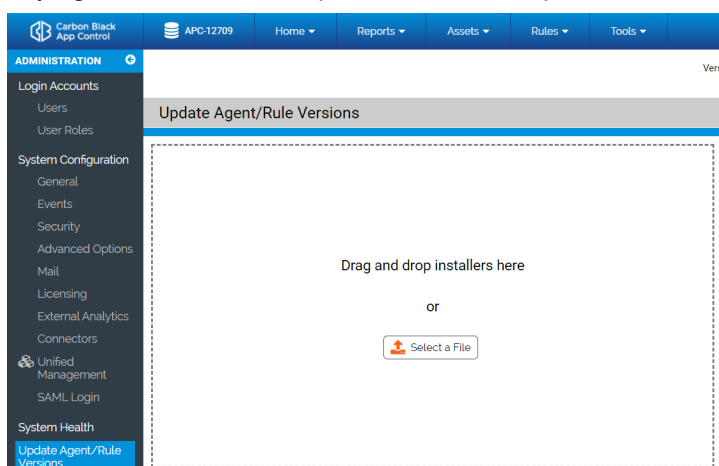 Carbon Black
App Control
APC-12709
Home
Reports
Assets
Rules
Tools
ADMINISTRATION
Login Accounts
Users
User Roles
System Configuration
General
Events
Security
Advanced Options
Mail
Licensing
External Analytics
Connectors
Unified
Management
SAML Login
System Health
Update Agent/Rule
Versions
Vers
Update Agent/Rule Versions
Drag and drop installers here
or
Select a File